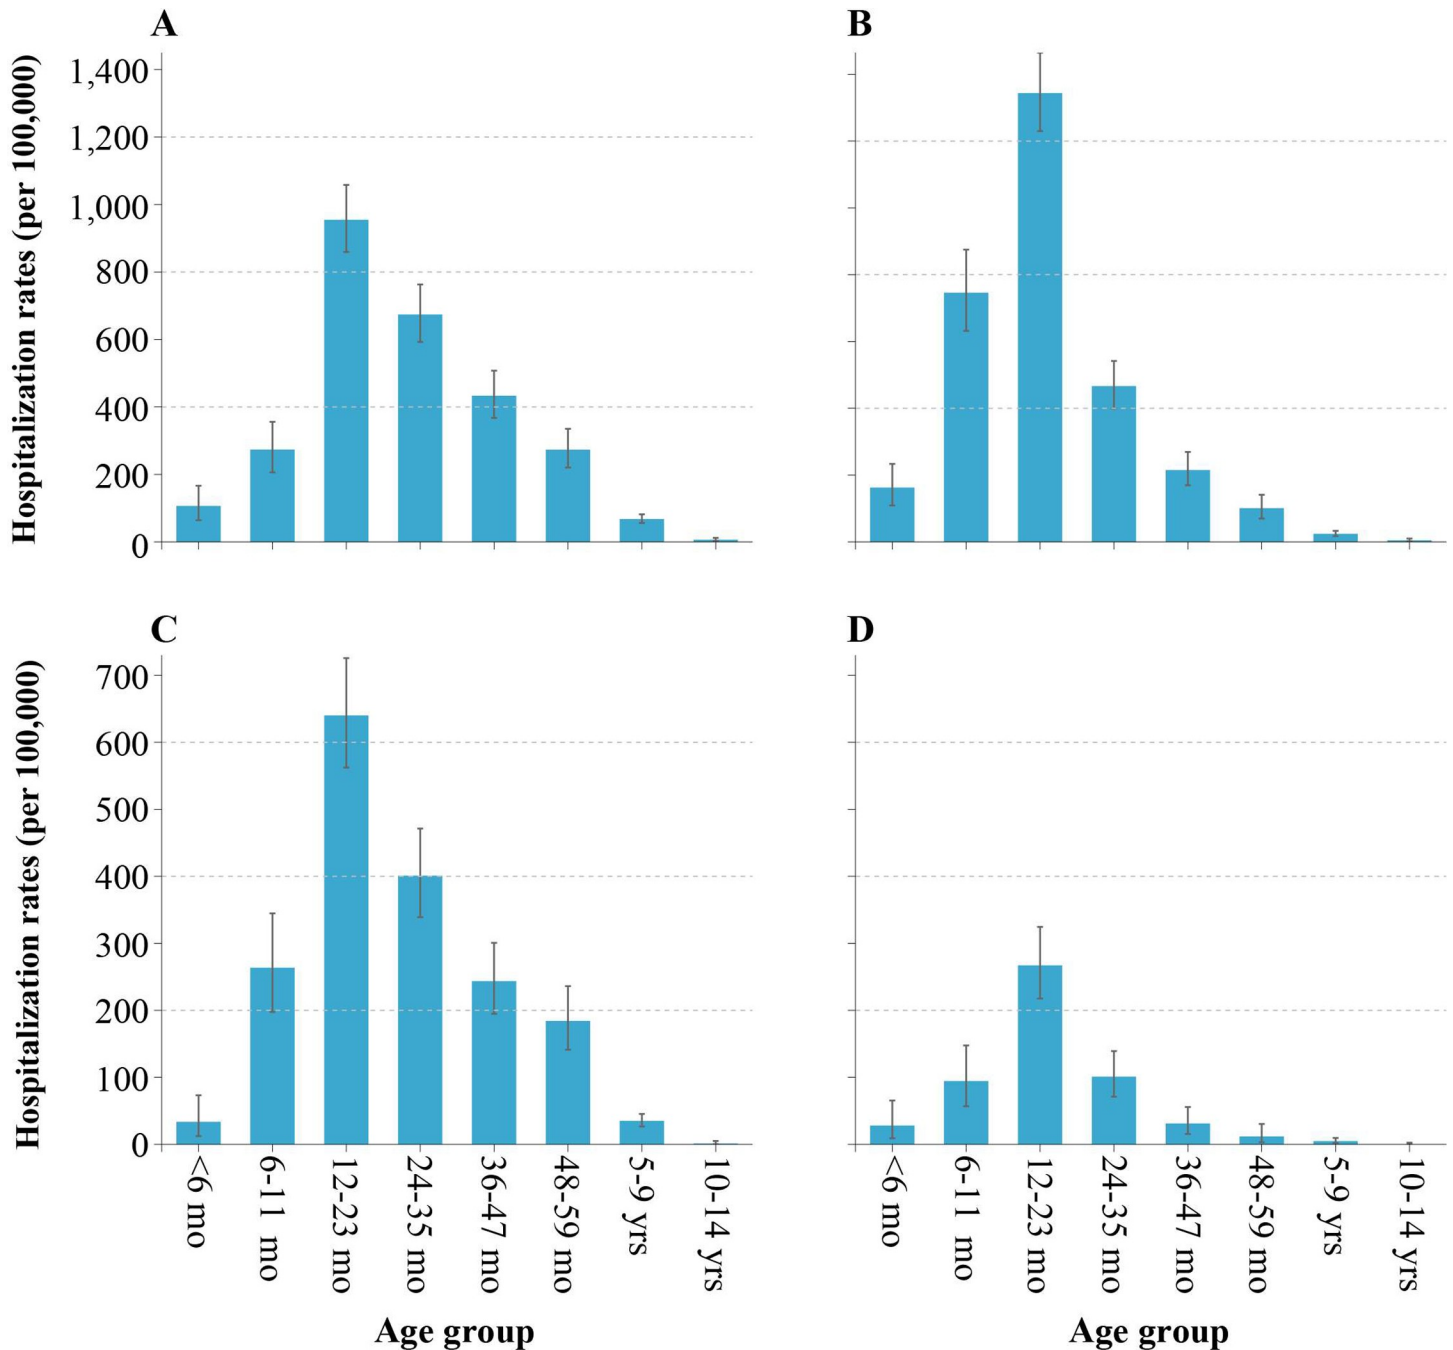 A
B
Hospitalization rates (per 100,000)
1,400
1,200
1,000
800
600
400
200
0
C
D
Hospitalization rates (per 100,000)
700
600
500
400
300
200
100
0
<6 mo
6-11 mo
12-23 mo
24-35 mo
36-47 mo
48-59 mo
5-9 yrs
10-14 yrs
<6 mo
6-11 mo
12-23 mo
24-35 mo
36-47 mo
48-59 mo
5-9 yrs
10-14 yrs
Age group
Age group